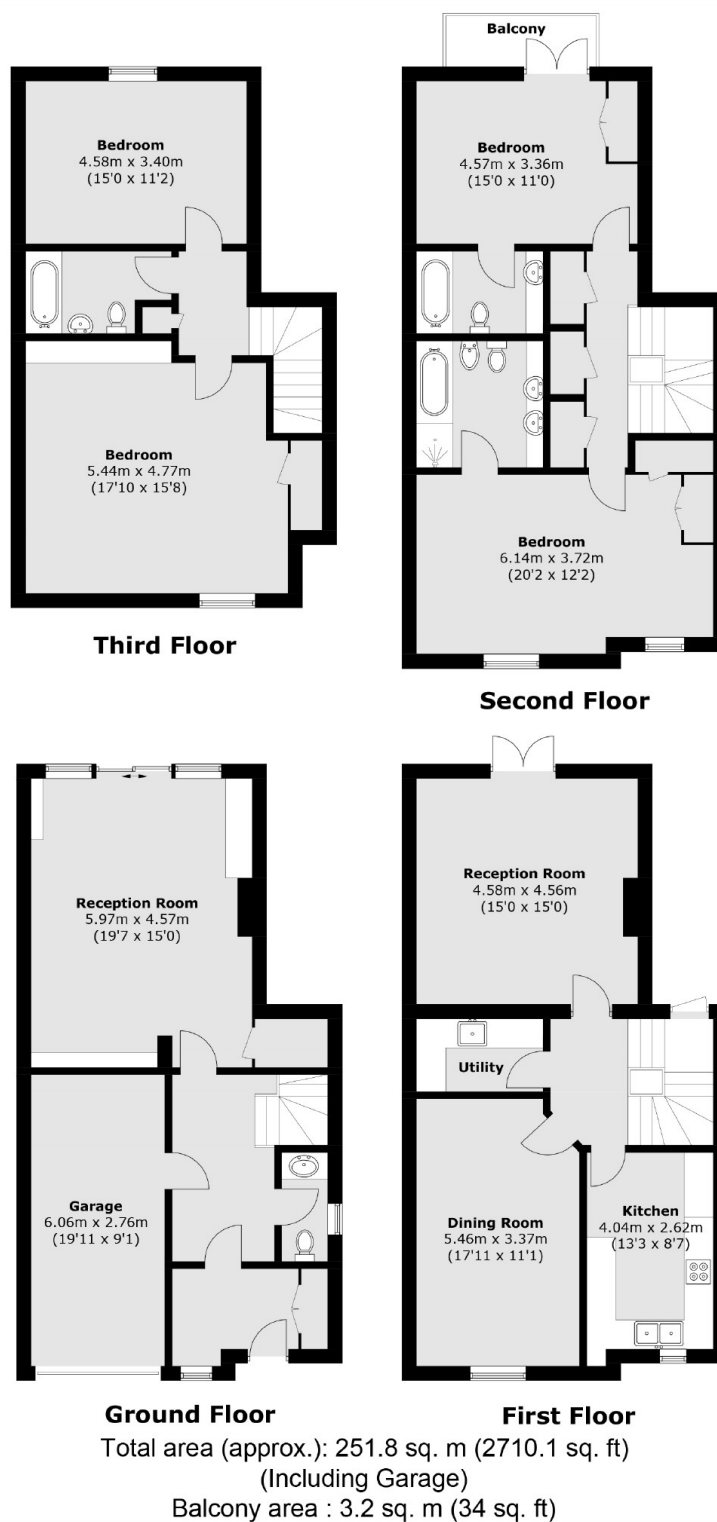 Balcony
Bedroom
4.58m x 3.40m
(15'0 x 11'2)
Bedroom
4.57m x 3.36m
(15'0 x 11'0)
Bedroom
5.44m x 4.77m
(17'10 x 15'8)
Bedroom
6.14m x 3.72m
(20'2 x 12'2)
Third Floor
Second Floor
Reception Room
5.97m x 4.57m
(19'7 x 15'0)
Reception Room
4.58m x 4.56m
(15'0 x 15'0)
Utility
Garage
6.06m x 2.76m
(19'11 x 9'1)
Dining Room
5.46m x 3.37m
(17'11 x 11'1)
Kitchen
4.04m x 2.62m
(13'3 x 8'7)
Ground Floor
First Floor
Total area (approx.): 251.8 sq. m (2710.1 sq. ft)
(Including Garage)
Balcony area : 3.2 sq. m (34 sq. ft)